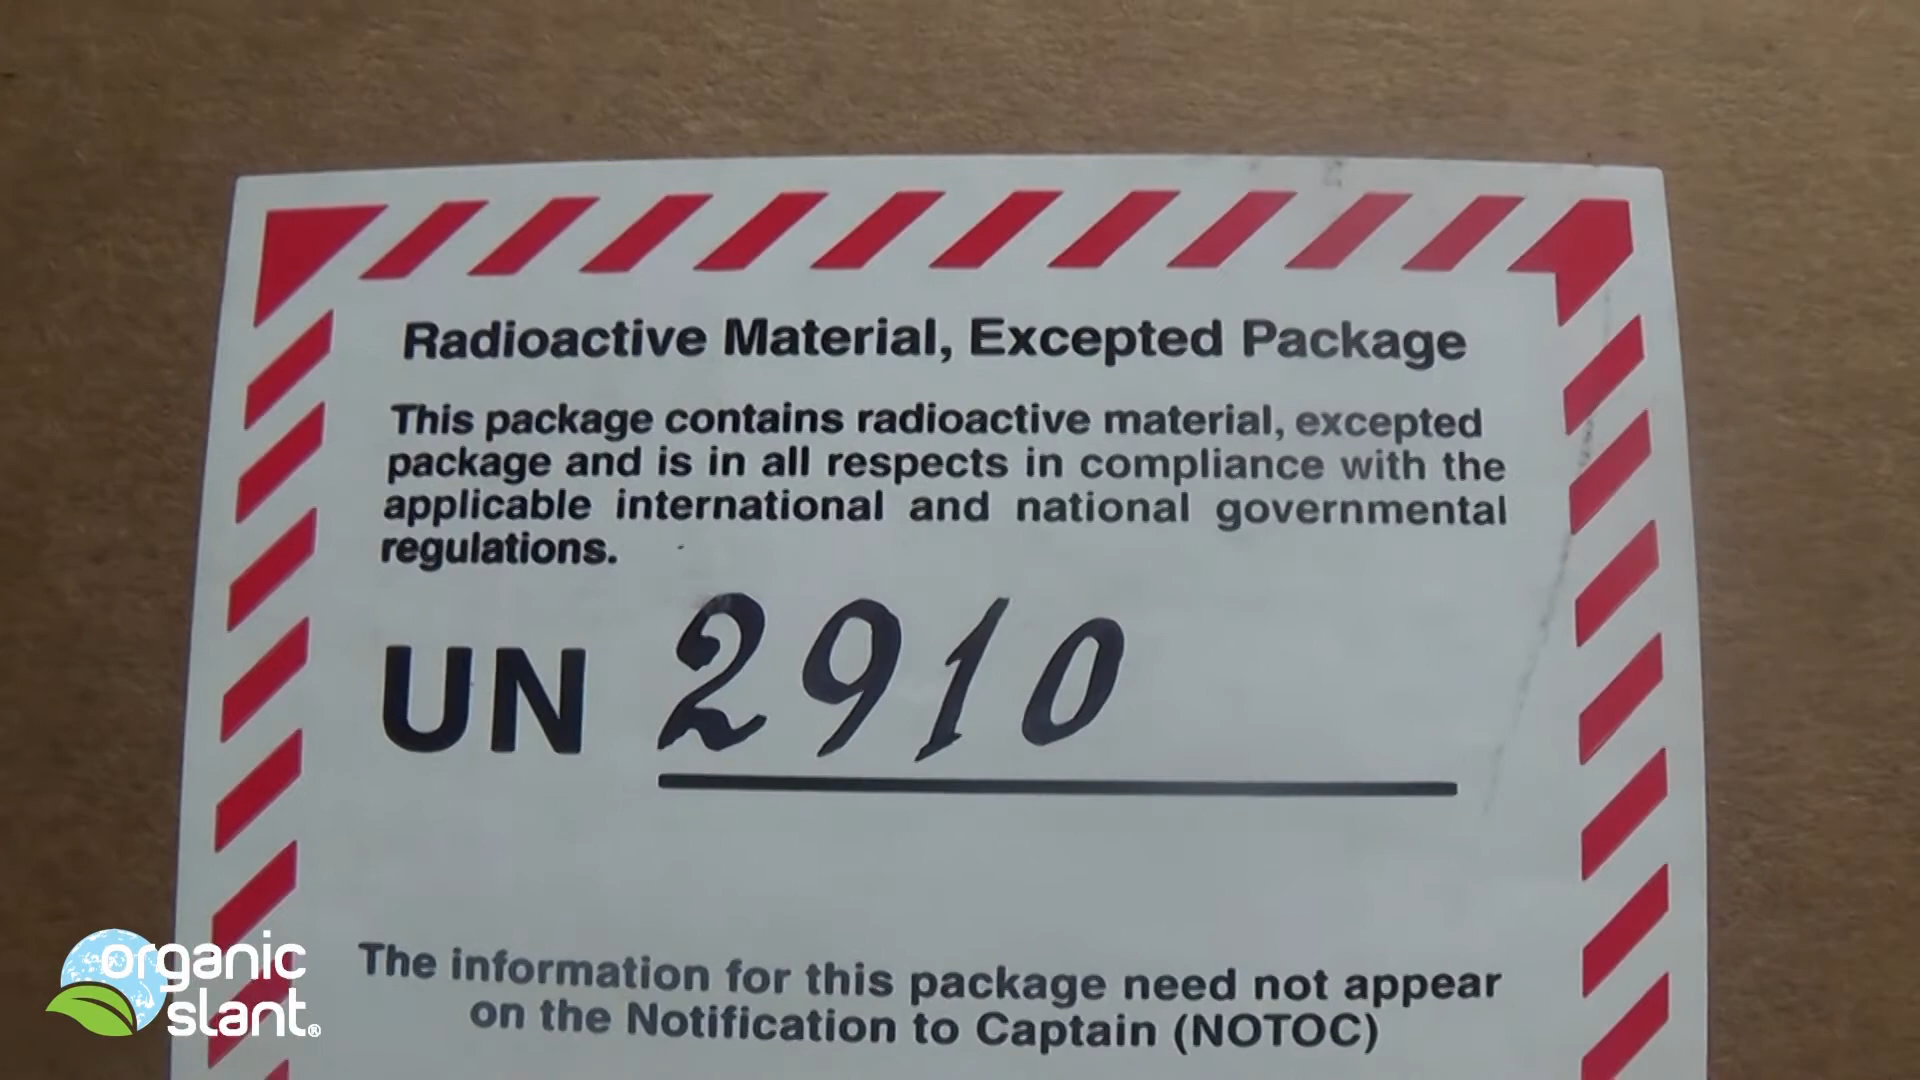 Radioactive Material, Excepted Package
This package contains radioactive material, excepted
package and is in all respects in compliance with the
applicable international and national governmental
regulations.
UN 2910
The information for this package need not appear
on the Notification to Captain (NOTOC)
organic
slant®